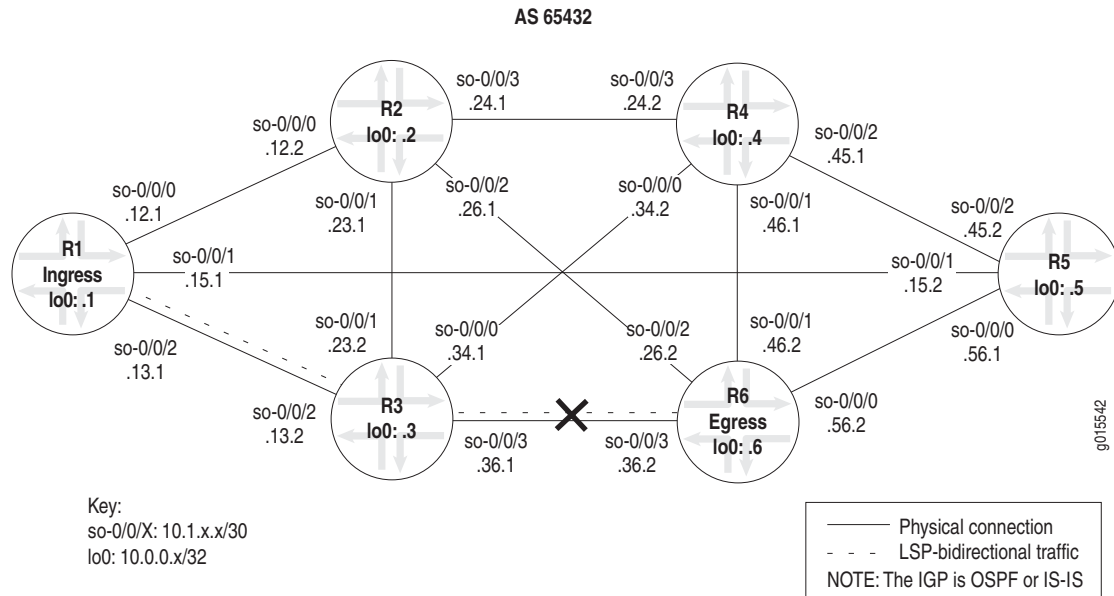 AS 65432
so-0/0/3
.24.1
so-0/0/3
.24.2
R2
lo0: .2
R4
lo0: .4
so-0/0/0
.12.2
so-0/0/2
.45.1
so-0/0/0
.12.1
so-0/0/1
.23.1
so-0/0/2
.26.1
so-0/0/0
.34.2
so-0/0/1
.46.1
so-0/0/2
.45.2
R1
Ingress
lo0: .1
so-0/0/1
.15.1
so-0/0/1
.15.2
R5
lo0: .5
so-0/0/2
.13.1
so-0/0/1
.23.2
so-0/0/0
.34.1
so-0/0/2
.26.2
so-0/0/1
.46.2
so-0/0/0
.56.1
so-0/0/2
.13.2
R3
lo0: .3
so-0/0/3
.36.1
so-0/0/3
.36.2
R6
Egress
lo0: .6
so-0/0/0
.56.2
g015542
Key:
so-0/0/X: 10.1.x.x/30
lo0: 10.0.0.x/32
Physical connection
LSP-bidirectional traffic
NOTE: The IGP is OSPF or IS-IS